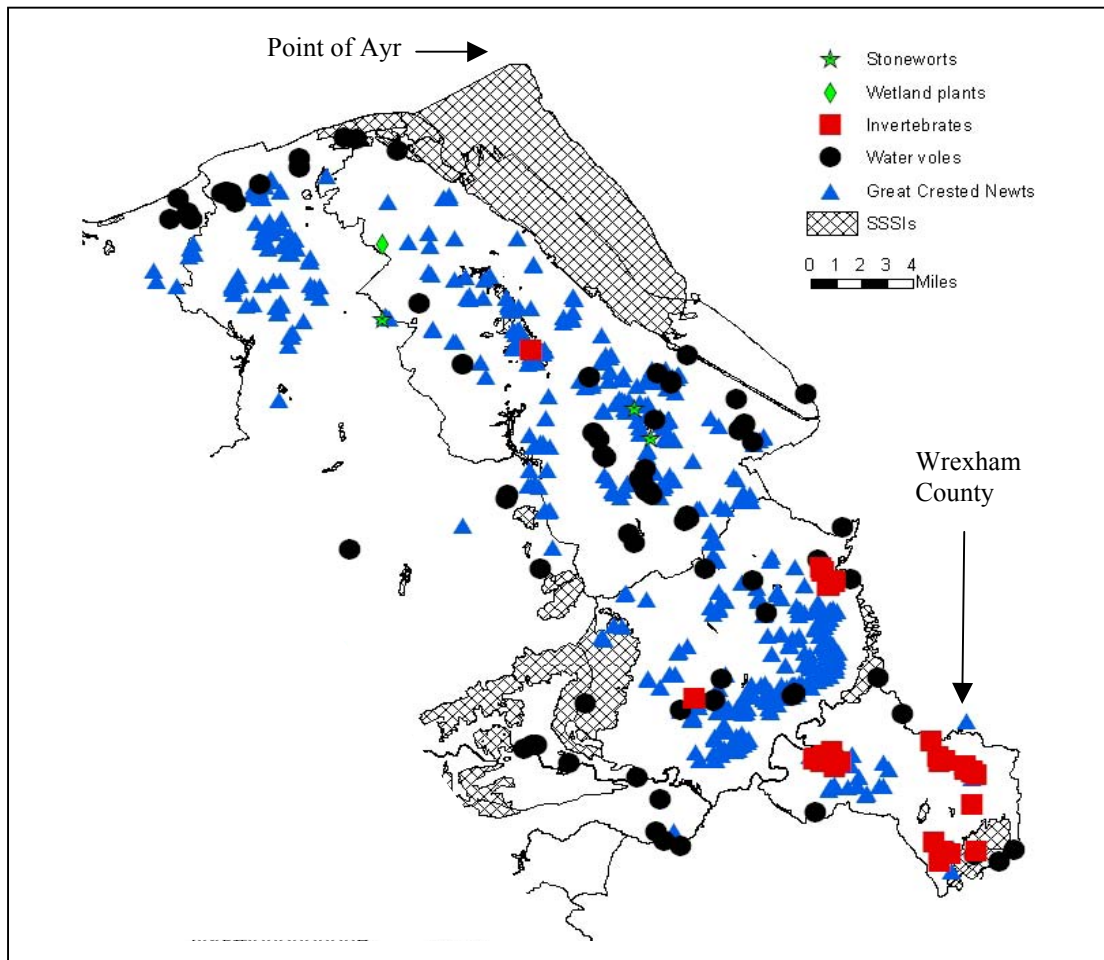 Point of Ayr
Stoneworts
Wetland plants
Invertebrates
Water voles
Great Crested Newts
SSSIs
0 1 2 3 4
Miles
Wrexham
County